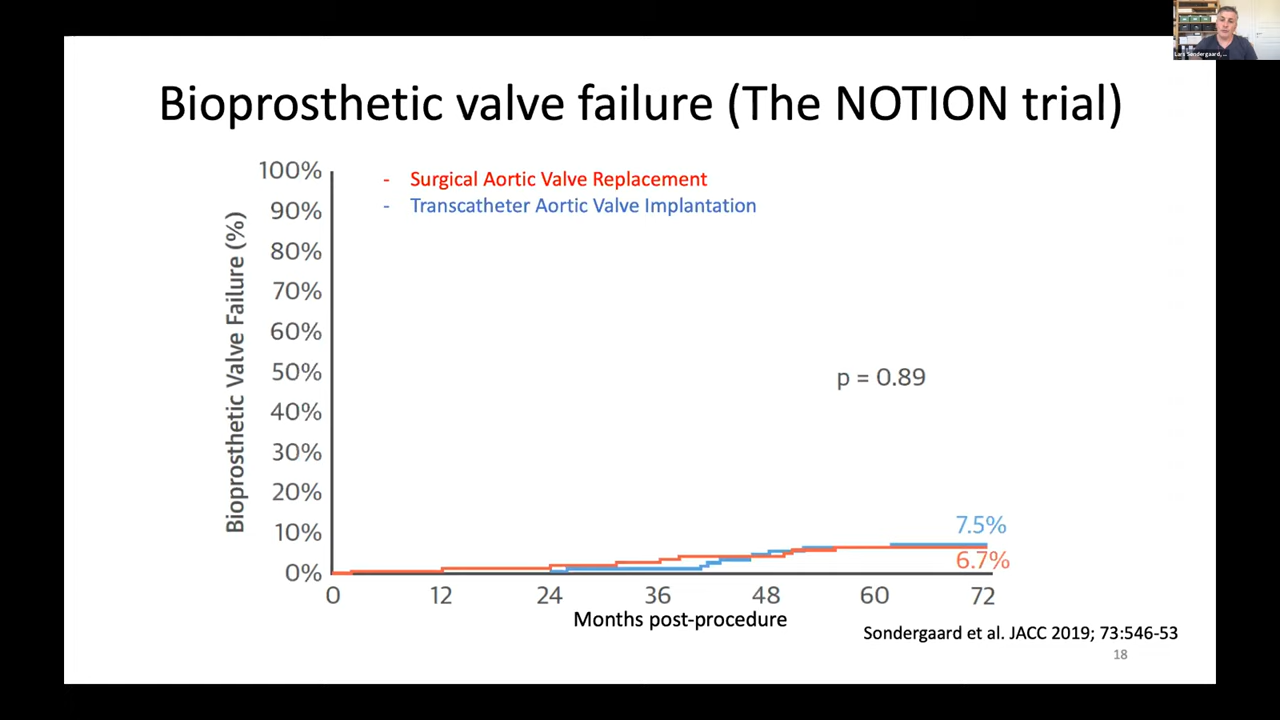 Lars Søndergaard, ...
Bioprosthetic valve failure (The NOTION trial)
- Surgical Aortic Valve Replacement
- Transcatheter Aortic Valve Implantation
Bioprosthetic Valve Failure (%)
100%
90%
80%
70%
60%
50%
40%
30%
20%
10%
0%
p = 0.89
7.5%
6.7%
0 12 24 36 48 60 72
Months post-procedure
Sondergaard et al. JACC 2019; 73:546-53
18